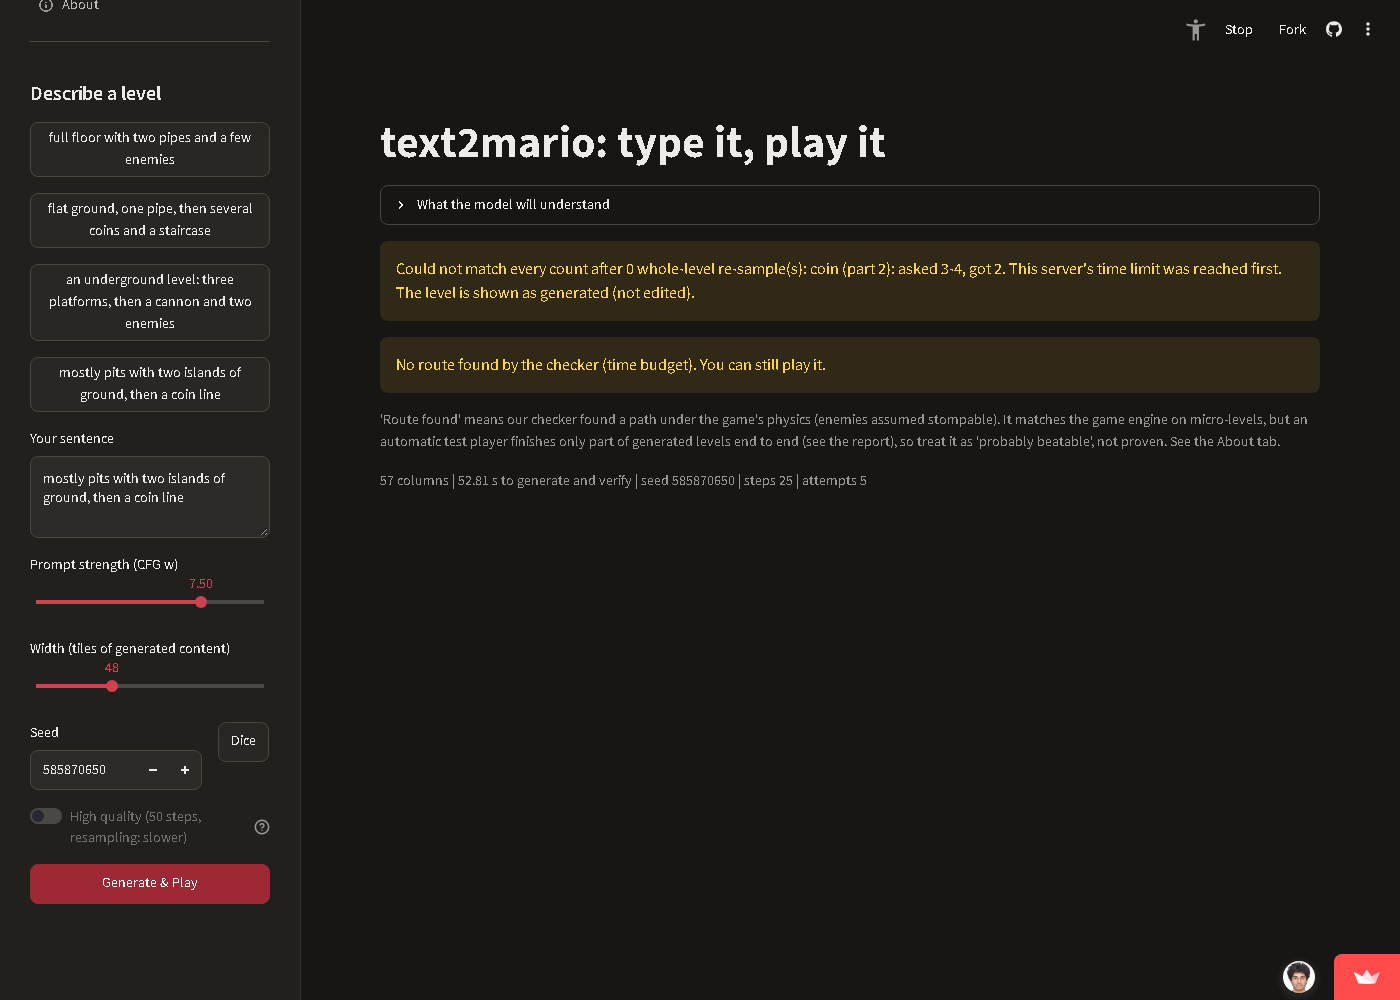 About
Describe a level
full floor with two pipes and a few
enemies
flat ground, one pipe, then several
coins and a staircase
an underground level: three
platforms, then a cannon and two
enemies
mostly pits with two islands of
ground, then a coin line
Your sentence
mostly pits with two islands of
ground, then a coin line
Prompt strength (CFG w)
7.50
Width (tiles of generated content)
48
Seed
Dice
585870650
High quality (50 steps,
resampling: slower)
Generate & Play
Stop
Fork
text2mario: type it, play it
What the model will understand
Could not match every count after 0 whole-level re-sample(s): coin (part 2): asked 3-4, got 2. This server's time limit was reached first.
The level is shown as generated (not edited).
No route found by the checker (time budget). You can still play it.
'Route found' means our checker found a path under the game's physics (enemies assumed stompable). It matches the game engine on micro-levels, but an
automatic test player finishes only part of generated levels end to end (see the report), so treat it as 'probably beatable', not proven. See the About tab.
57 columns | 52.81 s to generate and verify | seed 585870650 | steps 25 | attempts 5